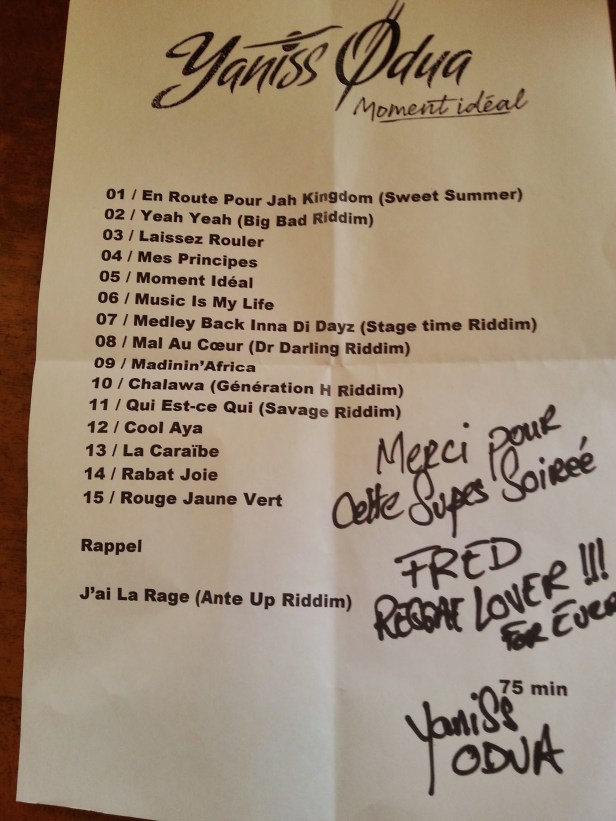 Yaniss Odua
Moment idéal
01 / En Route Pour Jah Kingdom (Sweet Summer)
02 / Yeah Yeah (Big Bad Riddim)
03 / Laissez Rouler
04 / Mes Principes
05 / Moment Idéal
06 / Music Is My Life
07 / Medley Back Inna Di Dayz (Stage time Riddim)
08 / Mal Au Cœur (Dr Darling Riddim)
09 / Madinin'Africa
10 / Chalawa (Génération H Riddim)
11 / Qui Est-ce Qui (Savage Riddim)
12 / Cool Aya
13 / La Caraïbe
14 / Rabat Joie
15 / Rouge Jaune Vert
Merci pour
Cette Super Soireé
Rappel
FRED
J'ai La Rage (Ante Up Riddim)
REGGAE LOVER !!!
FOR EVER
75 min
Yaniss
ODUA